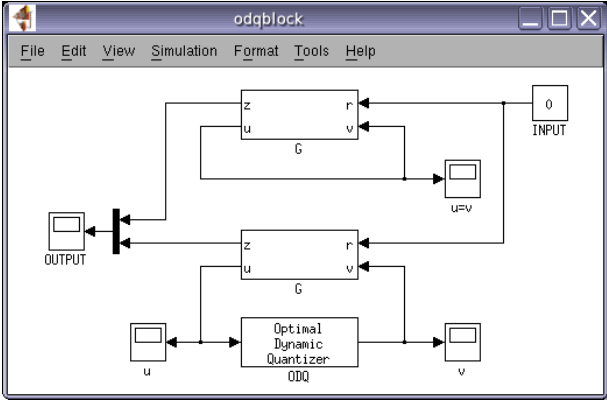 odqblock
File Edit View Simulation Format Tools Help
z r
u v
G
0
INPUT
u=v
OUTPUT
z r
u v
G
Optimal
Dynamic
Quantizer
ODQ
u
v